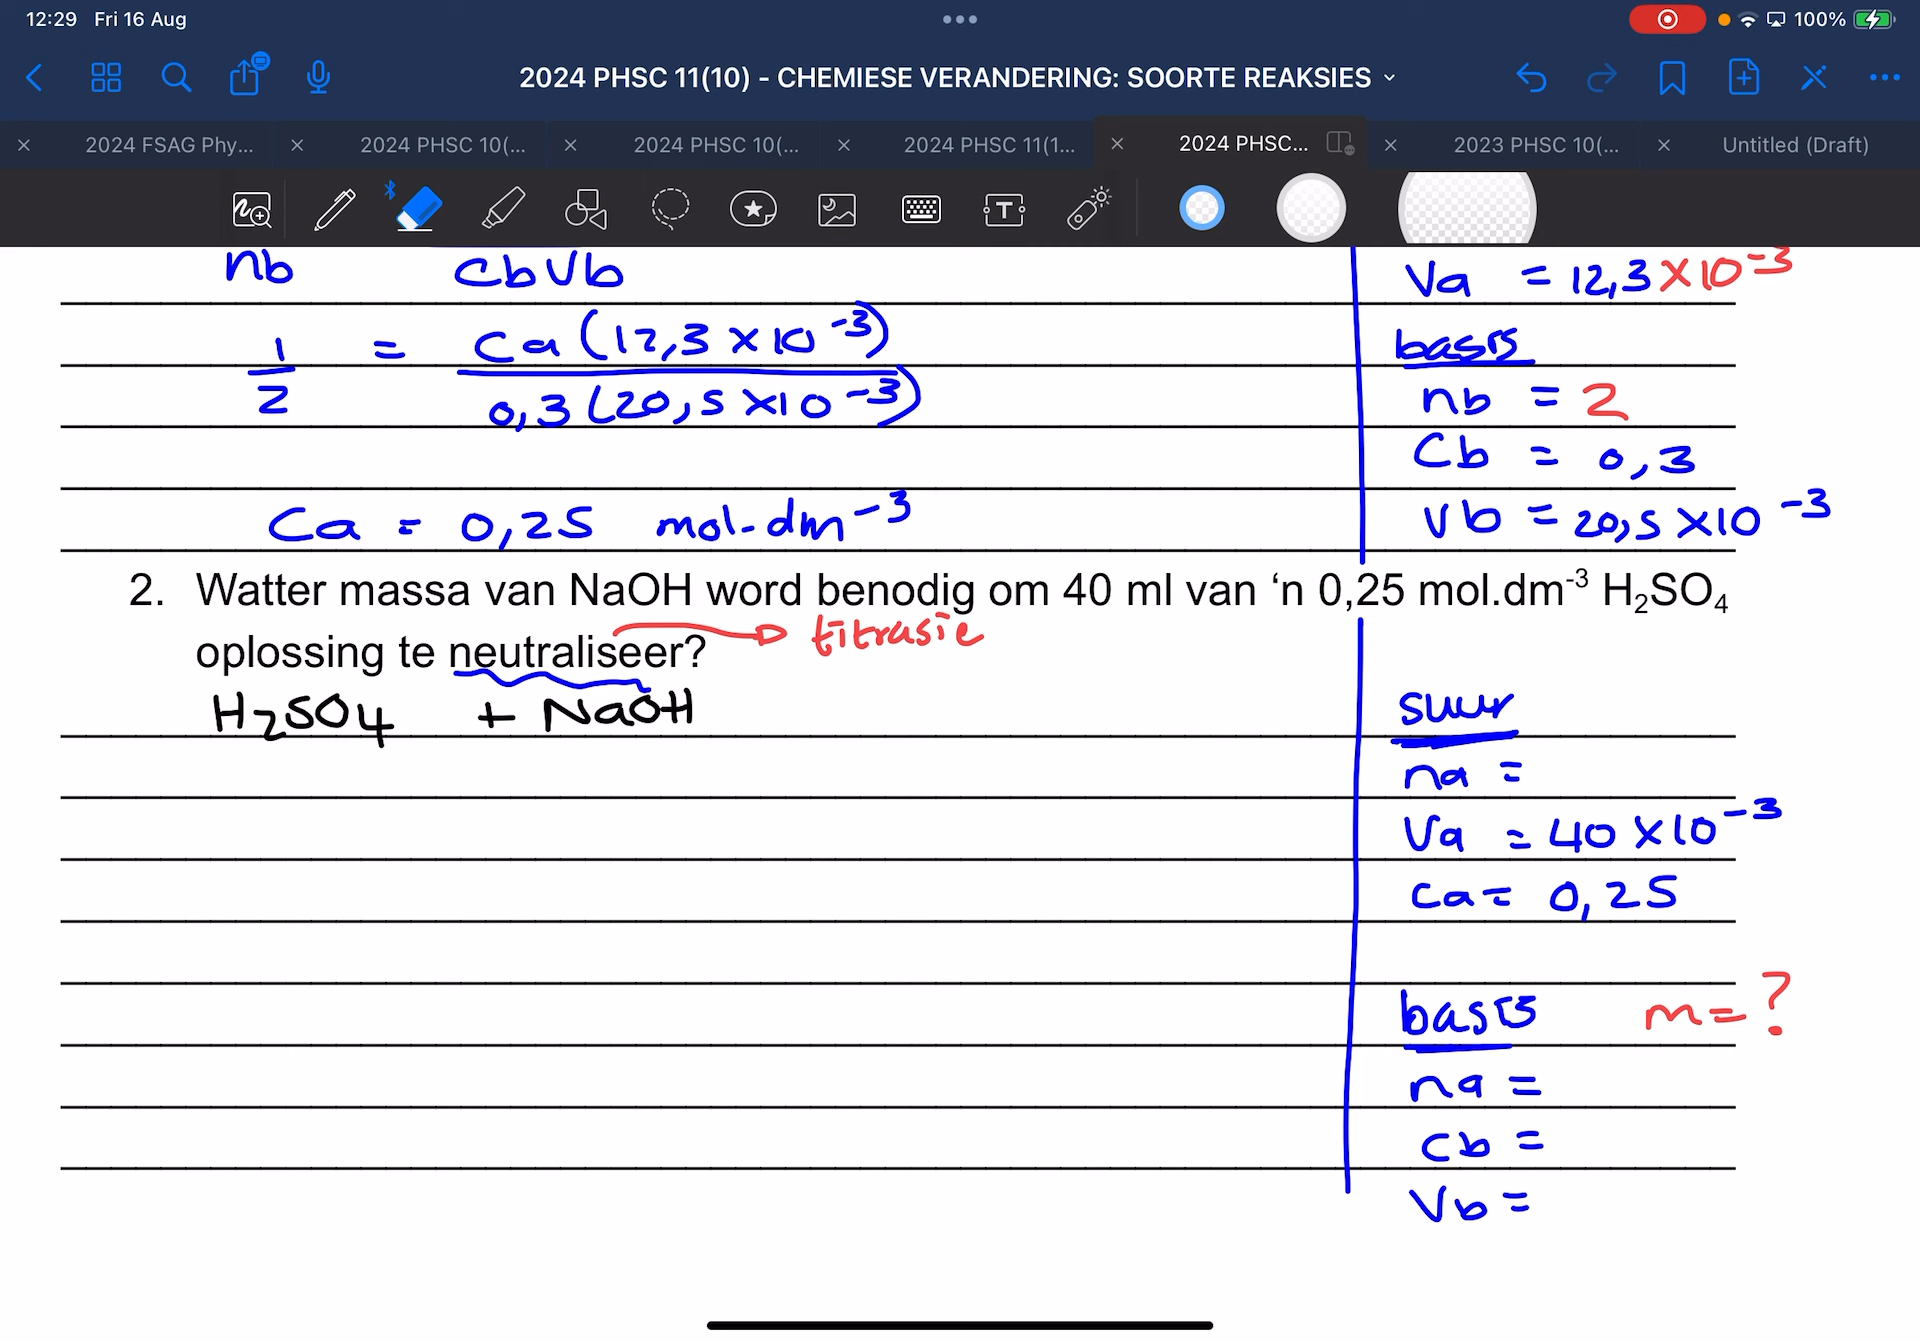 12:29 Fri 16 Aug
100%
2024 PHSC 11(10) - CHEMIESE VERANDERING: SOORTE REAKSIES
2024 FSAG Phy...
2024 PHSC 10(...
2024 PHSC 10(...
2024 PHSC 11(1...
2024 PHSC...
2023 PHSC 10(...
Untitled (Draft)
nb CbVb
1/2 = Ca(12,3 × 10⁻³) / 0,3(20,5 ×10⁻³)
Ca = 0,25 mol.dm⁻³
Va = 12,3 ×10⁻³
basis
nb = 2
Cb = 0,3
Vb = 20,5 ×10⁻³
2. Watter massa van NaOH word benodig om 40 ml van ‘n 0,25 mol.dm⁻³ H₂SO₄
oplossing te neutraliseer? titrasie
H₂SO₄ + NaOH
suur
na =
Va = 40 ×10⁻³
Ca = 0,25
basis m=?
na =
cb =
Vb =